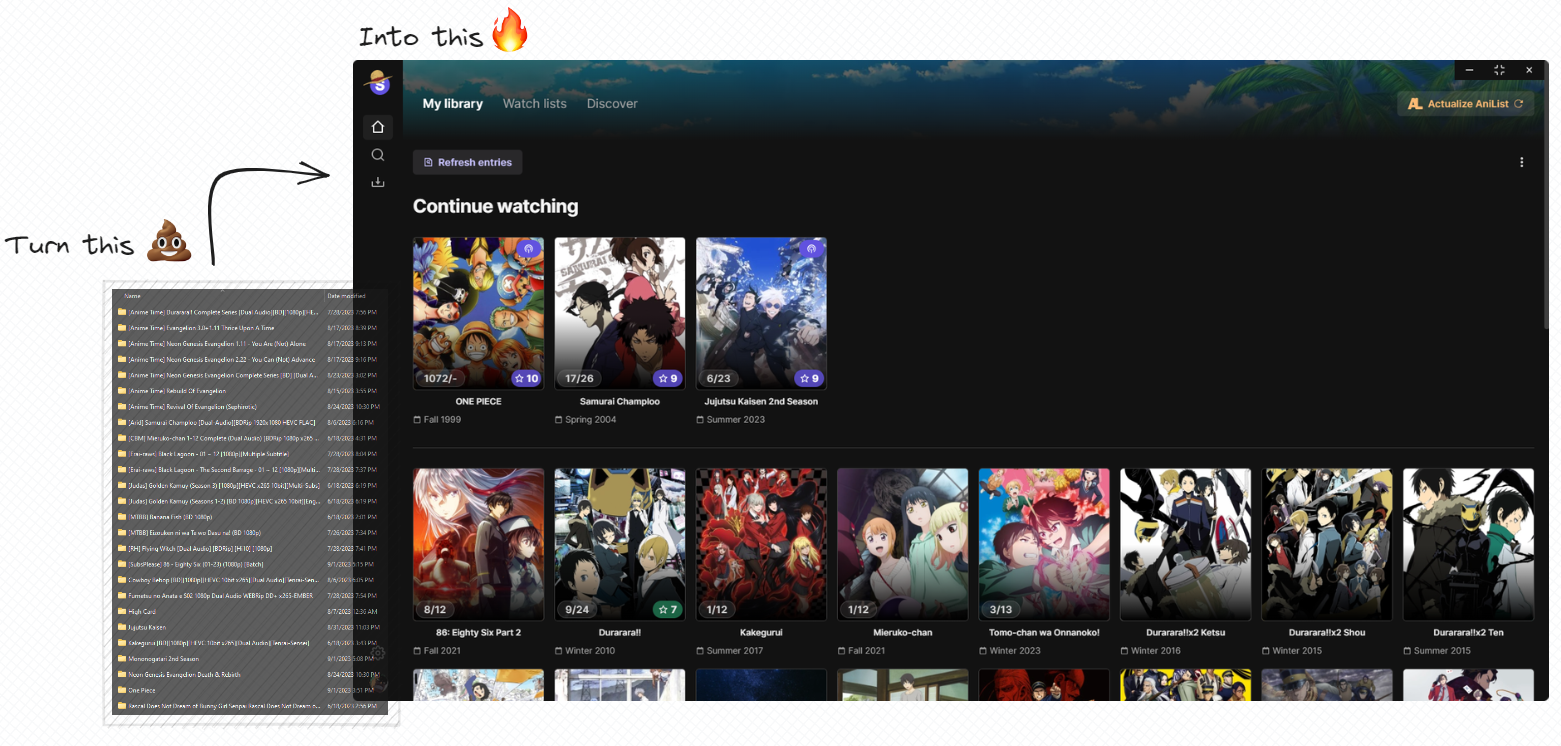 Into this
Turn this
Name Date modified
[Anime Time] Durarara!! Complete Series [Dual Audio][BD][1080p][HE... 7/28/2023 7:56 PM
[Anime Time] Evangelion 3.0+1.11 Thrice Upon A Time 8/17/2023 8:39 PM
[Anime Time] Neon Genesis Evangelion 1.11 - You Are (Not) Alone 8/17/2023 9:13 PM
[Anime Time] Neon Genesis Evangelion 2.22 - You Can (Not) Advance 8/17/2023 9:16 PM
[Anime Time] Neon Genesis Evangelion Complete Series [BD] [Dual A... 8/23/2023 3:02 PM
[Anime Time] Rebuild Of Evangelion 8/15/2023 3:55 PM
[Anime Time] Revival Of Evangelion (Sephirotic) 8/24/2023 10:30 PM
[Arid] Samurai Champloo [Dual-Audio][BDRip 1920x1080 HEVC FLAC] 8/6/2023 6:16 PM
[CBM] Mieruko-chan 1-12 Complete (Dual Audio) [BDRip 1080p x265 ... 6/18/2023 4:31 PM
[Erai-raws] Black Lagoon - 01 ~ 12 [1080p][Multiple Subtitle] 7/28/2023 8:04 PM
[Erai-raws] Black Lagoon - The Second Barrage - 01 ~ 12 [1080p][Multi... 7/28/2023 7:37 PM
[Judas] Golden Kamuy (Season 3) [1080p][HEVC x265 10bit][Multi-Subs] 6/18/2023 6:19 PM
[Judas] Golden Kamuy (Seasons 1-2) [BD 1080p][HEVC x265 10bit][Eng... 6/18/2023 6:19 PM
[MTBB] Banana Fish (BD 1080p) 6/18/2023 7:01 PM
[MTBB] Eizouken ni wa Te wo Dasu na! (BD 1080p) 7/26/2023 7:34 PM
[RH] Flying Witch [Dual Audio] [BDRip] [Hi10] [1080p] 7/28/2023 7:41 PM
[SubsPlease] 86 - Eighty Six (01-23) (1080p) [Batch] 9/1/2023 5:15 PM
Cowboy Bebop [BD][1080p][HEVC 10bit x265][Dual Audio][Tenrai-Sen... 8/6/2023 6:05 PM
Fumetsu no Anata e S02 1080p Dual Audio WEBRip DD+ x265-EMBER 7/28/2023 7:54 PM
High Card 8/7/2023 12:36 AM
Jujutsu Kaisen 8/31/2023 11:03 PM
Kakegurui [BD][1080p][HEVC 10bit x265][Dual Audio][Tenrai-Sensei] 6/18/2023 3:43 PM
Mononogatari 2nd Season 9/1/2023 5:08 PM
Neon Genesis Evangelion Death & Rebirth 8/24/2023 10:30 PM
One Piece 9/1/2023 3:51 PM
Rascal Does Not Dream of Bunny Girl Senpai Rascal Does Not Dream o... 6/18/2023 2:56 PM
S
My library Watch lists Discover
AL Actualize AniList
Refresh entries
Continue watching
SAMURAI CHAMPLOO
1072/- 10 17/26 9 6/23 9
ONE PIECE Samurai Champloo Jujutsu Kaisen 2nd Season
Fall 1999 Spring 2004 Summer 2023
8/12 9/24 7 1/12 1/12 3/13
86: Eighty Six Part 2 Durarara!! Kakegurui Mieruko-chan Tomo-chan wa Onnanoko! Durarara!!x2 Ketsu Durarara!!x2 Shou Durarara!!x2 Ten
Fall 2021 Winter 2010 Summer 2017 Fall 2021 Winter 2023 Winter 2016 Winter 2015 Summer 2015